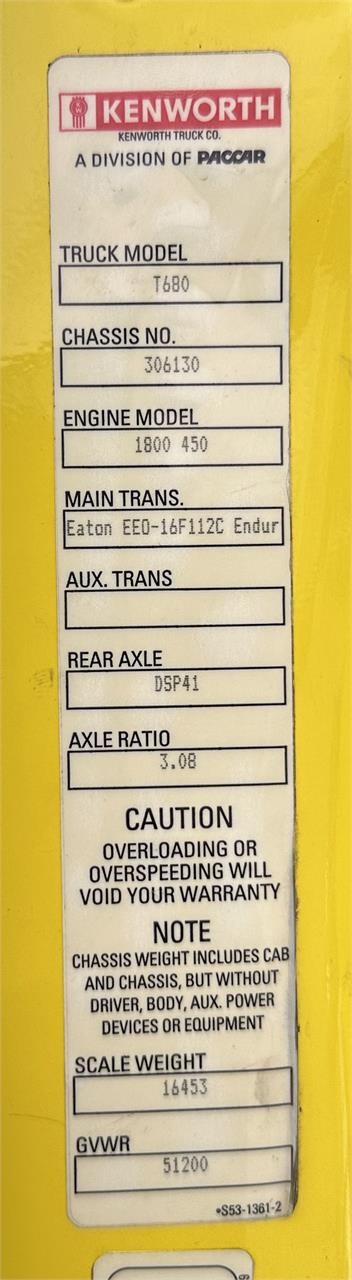 KENWORTH
KENWORTH TRUCK CO.
A DIVISION OF PACCAR
TRUCK MODEL
T680
CHASSIS NO.
306130
ENGINE MODEL
1800 450
MAIN TRANS.
Eaton EEO-16F112C Endur
AUX. TRANS
REAR AXLE
DSP41
AXLE RATIO
3.08
CAUTION
OVERLOADING OR
OVERSPEEDING WILL
VOID YOUR WARRANTY
NOTE
CHASSIS WEIGHT INCLUDES CAB
AND CHASSIS, BUT WITHOUT
DRIVER, BODY, AUX. POWER
DEVICES OR EQUIPMENT
SCALE WEIGHT
16453
GVWR
51200
•S53-1361-2